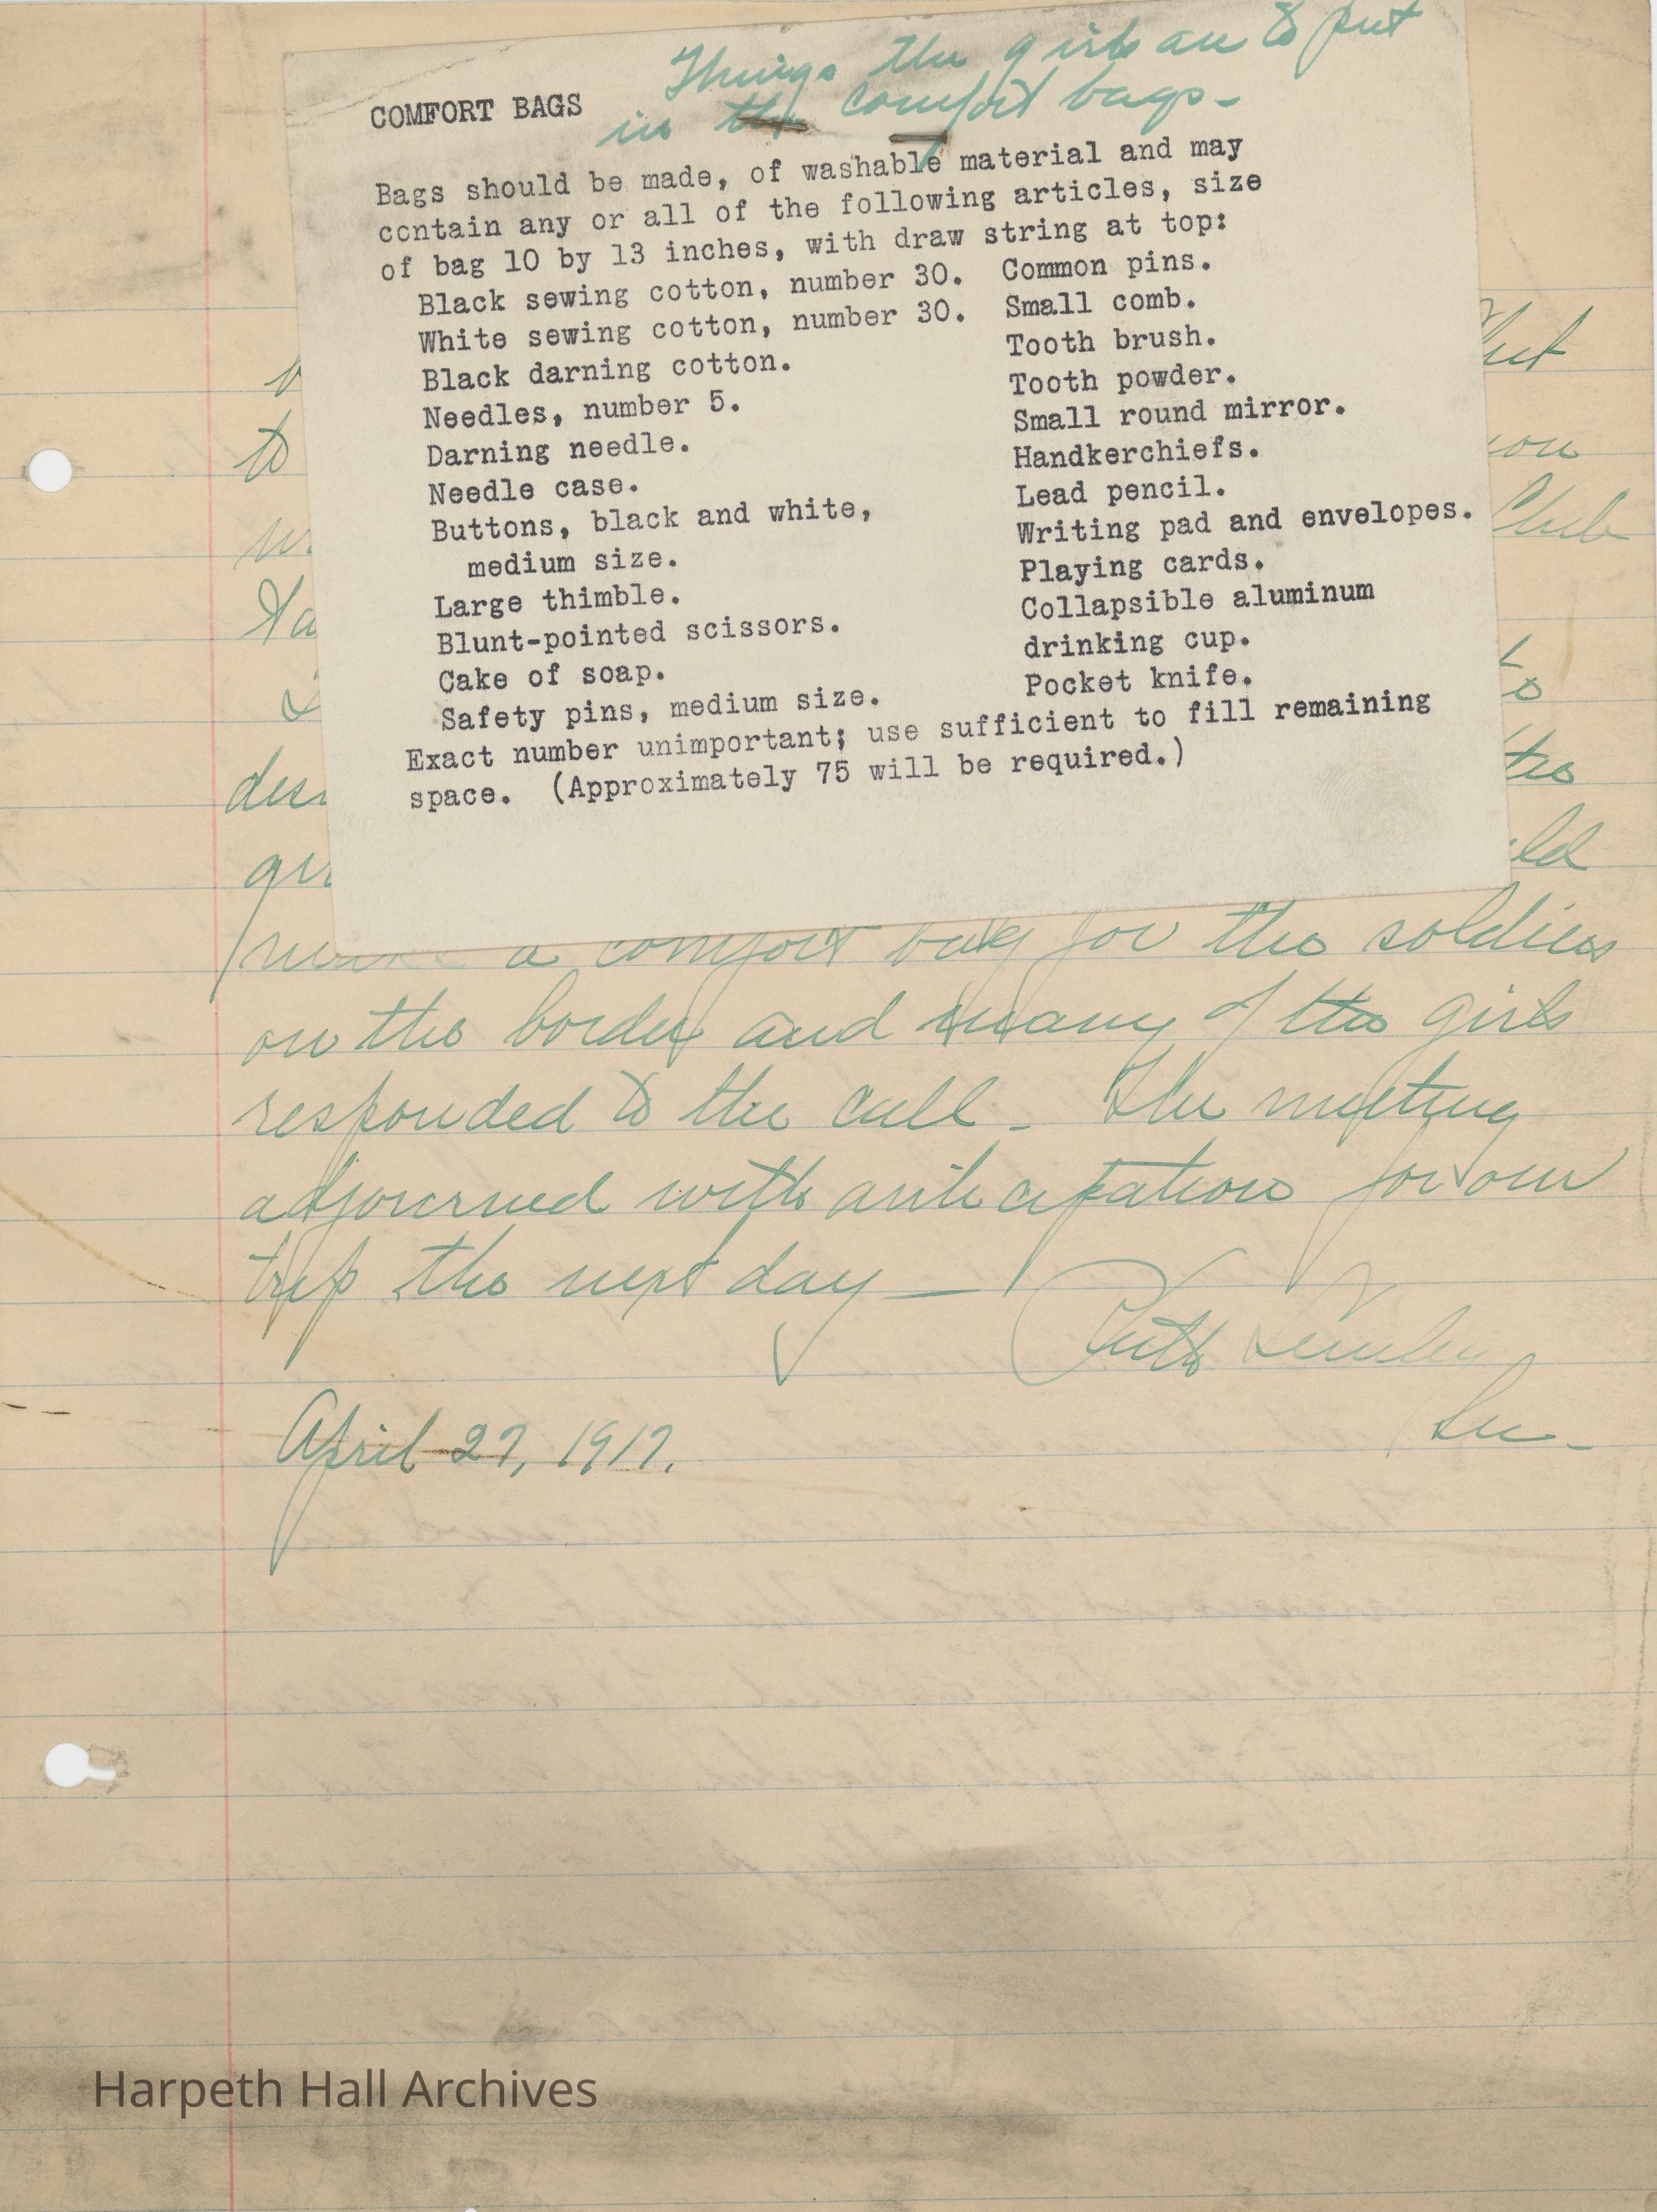 Things the girls are to put
in the comfort bags-
COMFORT BAGS
Bags should be made, of washable material and may
contain any or all of the following articles, size
of bag 10 by 13 inches, with draw string at top:
Black sewing cotton, number 30.
White sewing cotton, number 30.
Black darning cotton.
Needles, number 5.
Darning needle.
Needle case.
Buttons, black and white,
medium size.
Large thimble.
Blunt-pointed scissors.
Cake of soap.
Safety pins, medium size.
Common pins.
Small comb.
Tooth brush.
Tooth powder.
Small round mirror.
Handkerchiefs.
Lead pencil.
Writing pad and envelopes.
Playing cards.
Collapsible aluminum
drinking cup.
Pocket knife.
Exact number unimportant; use sufficient to fill remaining
space. (Approximately 75 will be required.)
to
Club
a comfort bag for the soldiers
on the border and many of the girls
responded to the call - The meeting
adjourned with anticipations for our
trip the next day -
Ruth
Sec-
April 27, 1917.
Harpeth Hall Archives